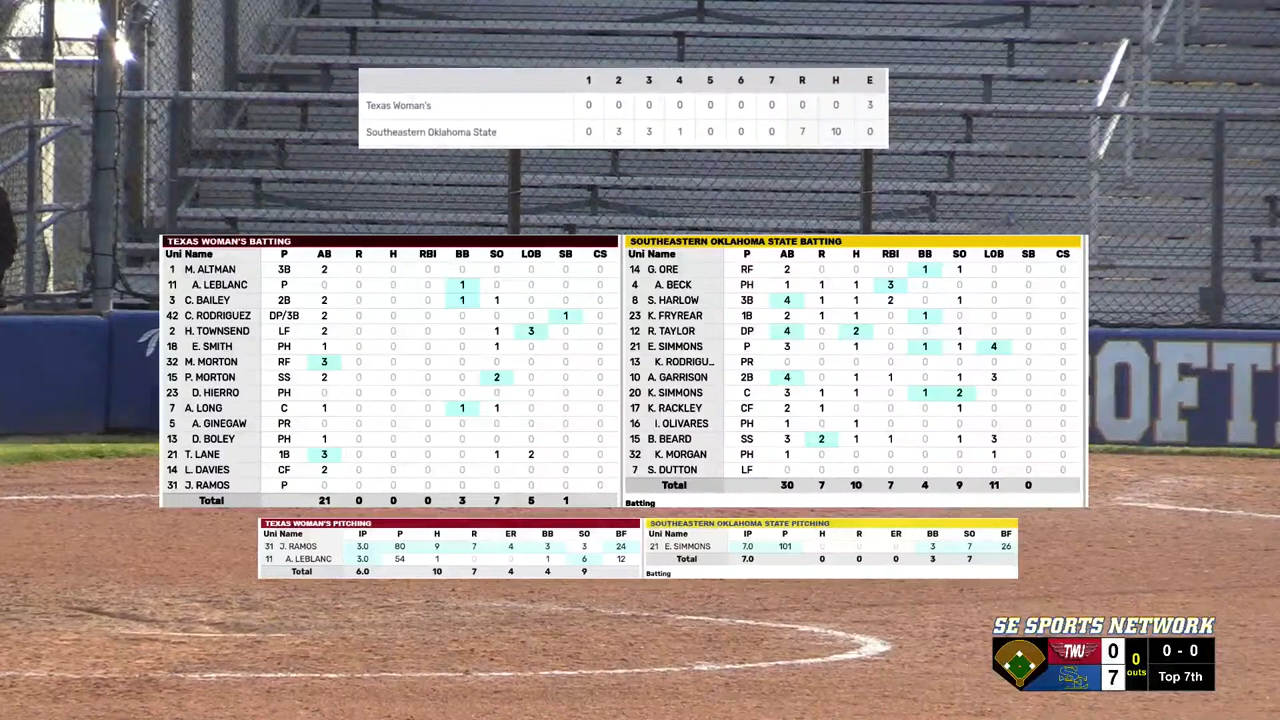 1 2 3 4 5 6 7 R H E
Texas Woman's 0 0 0 0 0 0 0 0 0 3
Southeastern Oklahoma State 0 3 3 1 0 0 0 7 10 0
TEXAS WOMAN'S BATTING
Uni Name P AB R H RBI BB SO LOB SB CS
1 M. ALTMAN 3B 2 0 0 0 0 0 0 0 0
11 A. LEBLANC P 0 0 0 0 1 0 0 0 0
3 C. BAILEY 2B 2 0 0 0 1 1 0 0 0
42 C. RODRIGUEZ DP/3B 2 0 0 0 0 0 0 1 0
2 H. TOWNSEND LF 2 0 0 0 0 1 3 0 0
18 E. SMITH PH 1 0 0 0 0 1 0 0 0
32 M. MORTON RF 3 0 0 0 0 0 0 0 0
15 P. MORTON SS 2 0 0 0 0 2 0 0 0
23 D. HIERRO PH 0 0 0 0 0 0 0 0 0
7 A. LONG C 1 0 0 0 1 1 0 0 0
5 A. GINEGAW PR 0 0 0 0 0 0 0 0 0
13 D. BOLEY PH 1 0 0 0 0 0 0 0 0
21 T. LANE 1B 3 0 0 0 0 1 2 0 0
14 L. DAVIES CF 2 0 0 0 0 0 0 0 0
31 J. RAMOS P 0 0 0 0 0 0 0 0 0
Total 21 0 0 0 3 7 5 1
SOUTHEASTERN OKLAHOMA STATE BATTING
Uni Name P AB R H RBI BB SO LOB SB CS
14 G. ORE RF 2 0 0 0 1 1 0 0 0
4 A. BECK PH 1 1 1 3 0 0 0 0 0
8 S. HARLOW 3B 4 1 1 2 0 1 0 0 0
23 K. FRYREAR 1B 2 1 1 0 1 0 0 0 0
12 R. TAYLOR DP 4 0 2 0 0 1 0 0 0
21 E. SIMMONS P 3 0 1 0 1 1 4 0 0
13 K. RODRIGU... PR 0 0 0 0 0 0 0 0 0
10 A. GARRISON 2B 4 0 1 1 0 1 3 0 0
20 K. SIMMONS C 3 1 1 0 1 2 0 0 0
17 K. RACKLEY CF 2 1 0 0 0 1 0 0 0
16 I. OLIVARES PH 1 0 1 0 0 0 0 0 0
15 B. BEARD SS 3 2 1 1 0 1 3 0 0
32 K. MORGAN PH 1 0 0 0 0 0 1 0 0
7 S. DUTTON LF 0 0 0 0 0 0 0 0 0
Total 30 7 10 7 4 9 11 0
Batting
TEXAS WOMAN'S PITCHING
Uni Name IP P H R ER BB SO BF
31 J. RAMOS 3.0 80 9 7 4 3 3 24
11 A. LEBLANC 3.0 54 1 0 0 1 6 12
Total 6.0 10 7 4 4 9
SOUTHEASTERN OKLAHOMA STATE PITCHING
Uni Name IP P H R ER BB SO BF
21 E. SIMMONS 7.0 101 0 0 0 3 7 26
Total 7.0 0 0 0 3 7
Batting
OFT
SE SPORTS NETWORK
TWU 0 0 outs 0 - 0
SE 7 Top 7th